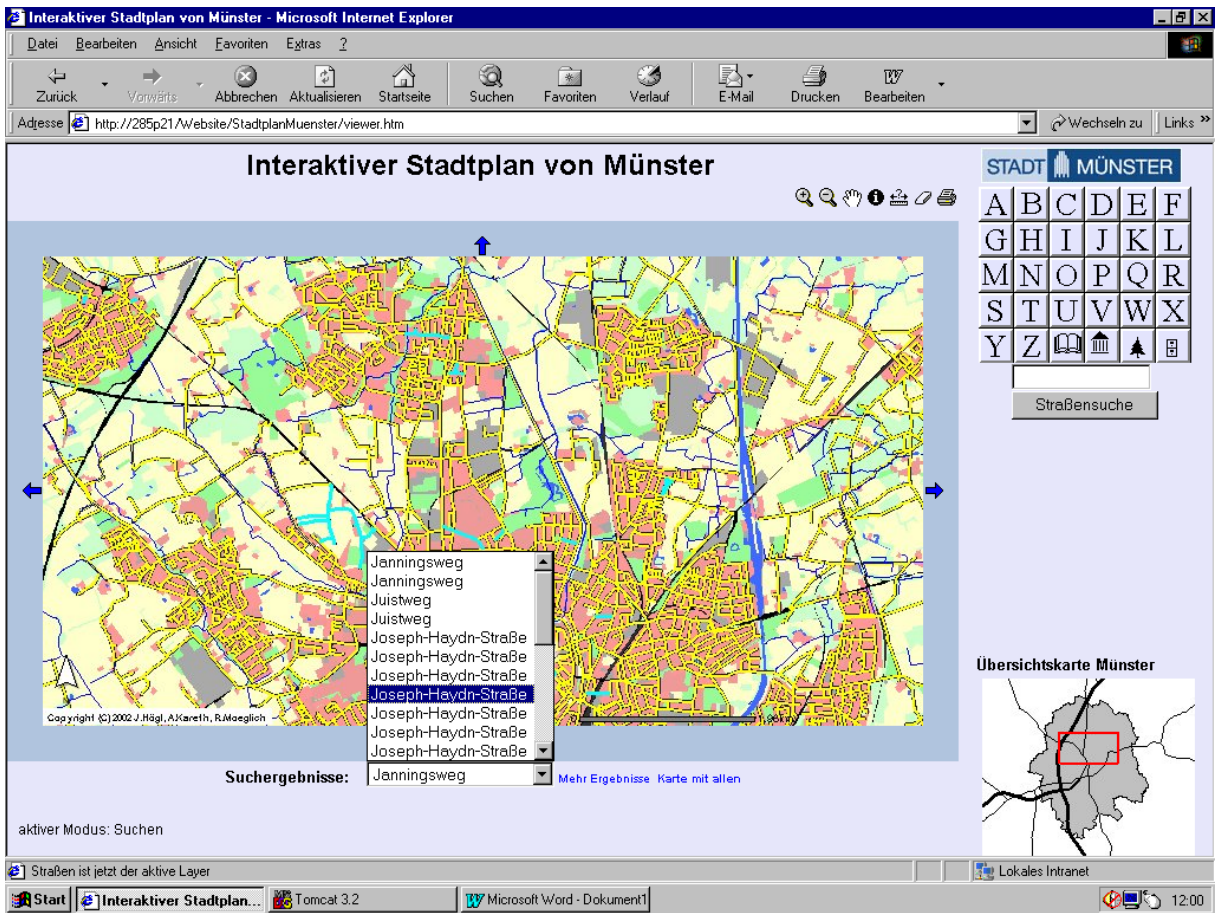 Interaktiver Stadtplan von Münster - Microsoft Internet Explorer
Datei Bearbeiten Ansicht Favoriten Extras ?
Zurück Vorwärts Abbrechen Aktualisieren Startseite Suchen Favoriten Verlauf E-Mail Drucken Bearbeiten
Adresse http://285p21/Website/StadtplanMuenster/viewer.htm Wechseln zu Links »
Interaktiver Stadtplan von Münster
STADT MÜNSTER
A B C D E F
G H I J K L
M N O P Q R
S T U V W X
Y Z
Straßensuche
Janningsweg
Janningsweg
Juistweg
Juistweg
Joseph-Haydn-Straße
Joseph-Haydn-Straße
Joseph-Haydn-Straße
Joseph-Haydn-Straße
Joseph-Haydn-Straße
Joseph-Haydn-Straße
Joseph-Haydn-Straße
Copyright (C)2002 J.Högl, A.Kareth, R.Moeglich
Übersichtskarte Münster
Suchergebnisse: Janningsweg Mehr Ergebnisse Karte mit allen
aktiver Modus: Suchen
Straßen ist jetzt der aktive Layer Lokales Intranet
Start Interaktiver Stadtplan... Tomcat 3.2 Microsoft Word - Dokument1 12:00